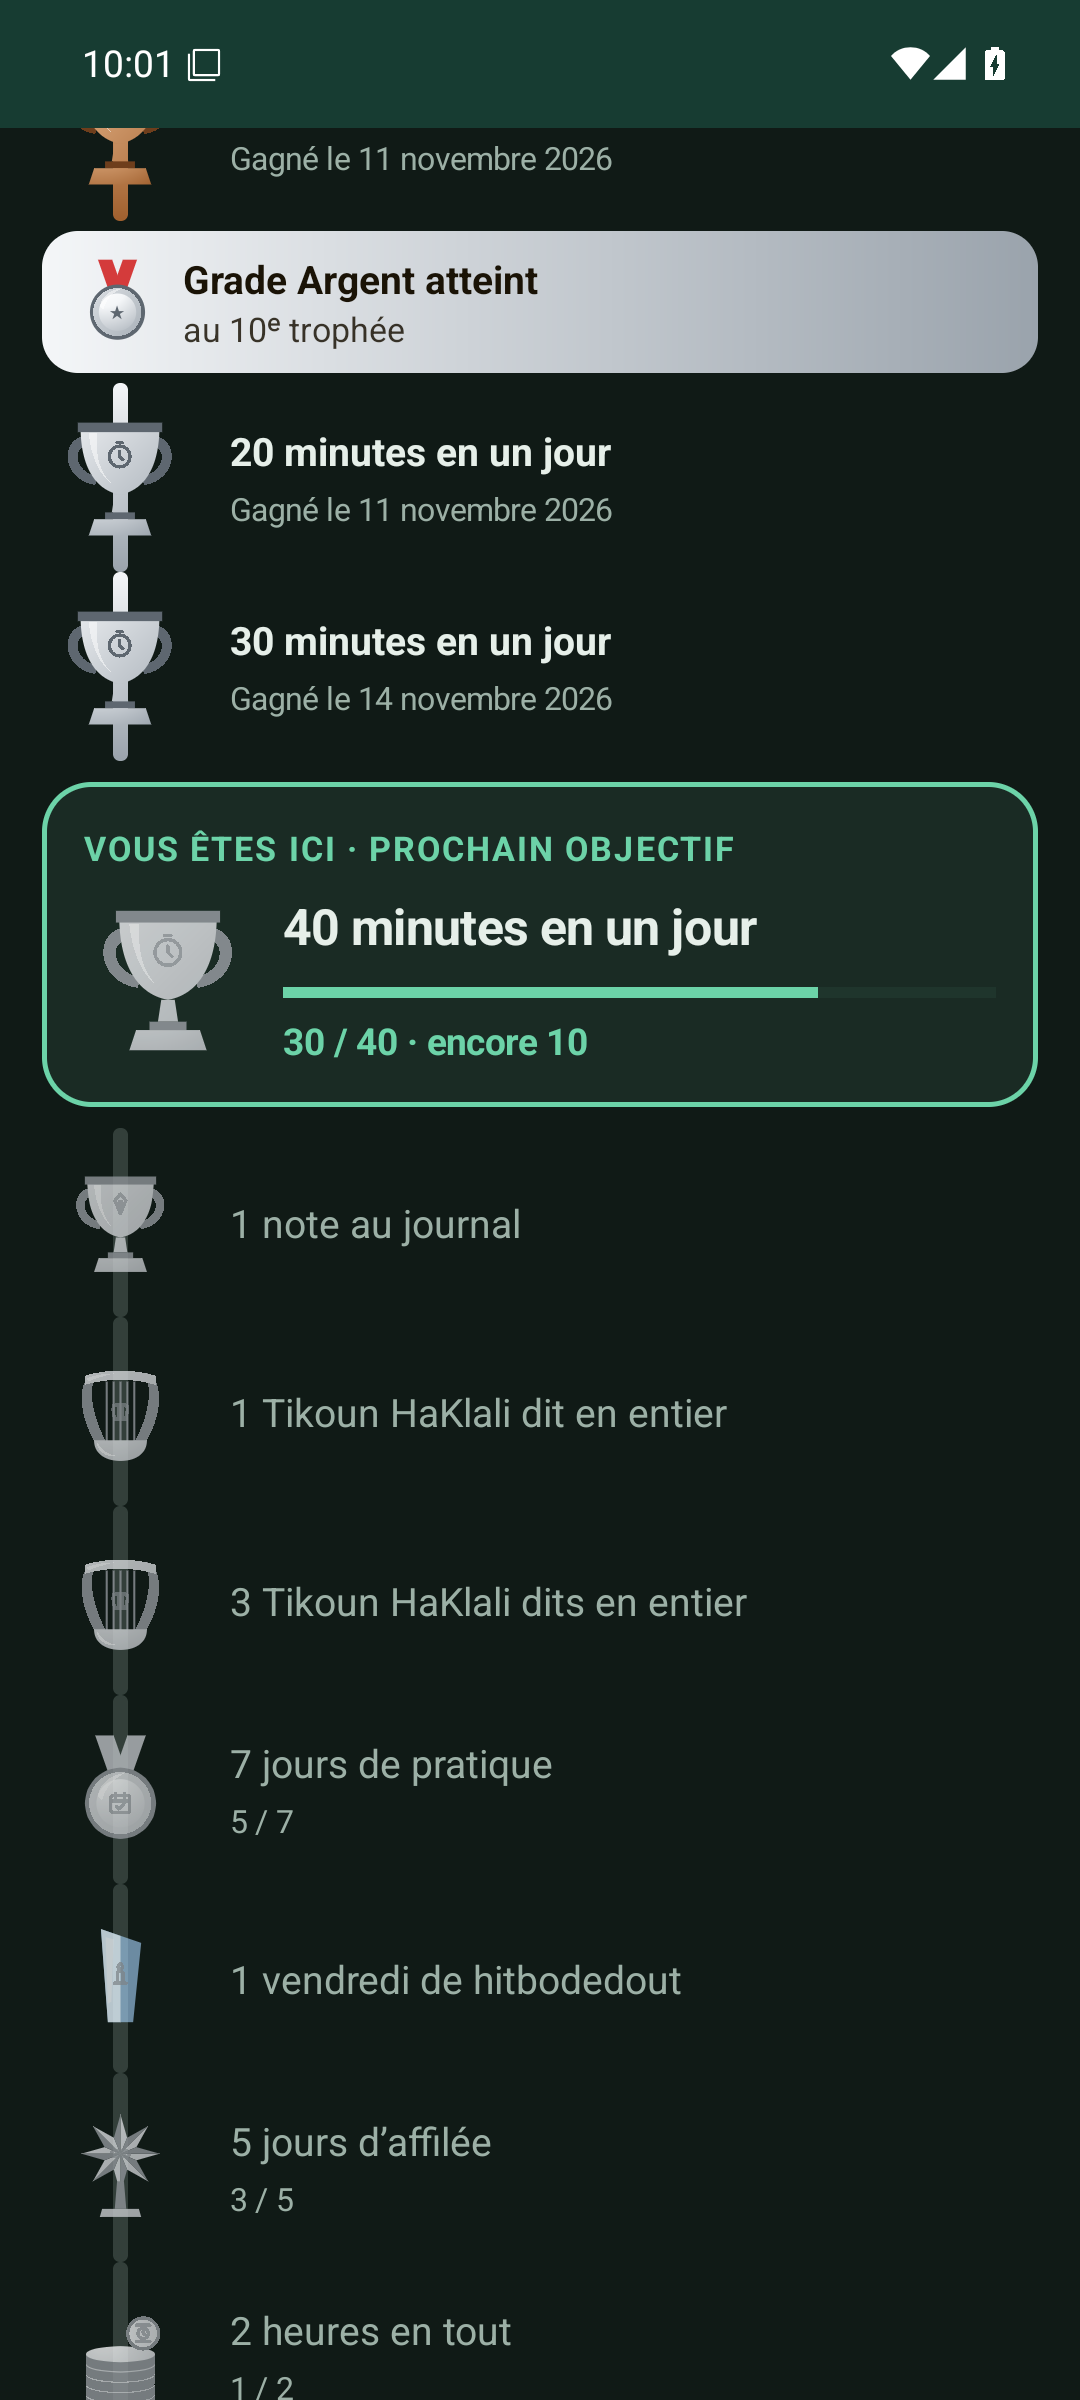 10:01
Gagné le 11 novembre 2026
Grade Argent atteint
au 10ᵉ trophée
20 minutes en un jour
Gagné le 11 novembre 2026
30 minutes en un jour
Gagné le 14 novembre 2026
VOUS ÊTES ICI · PROCHAIN OBJECTIF
40 minutes en un jour
30 / 40 · encore 10
1 note au journal
1 Tikoun HaKlali dit en entier
3 Tikoun HaKlali dits en entier
7 jours de pratique
5 / 7
1 vendredi de hitbodedout
5 jours d’affilée
3 / 5
2 heures en tout
1 / 2